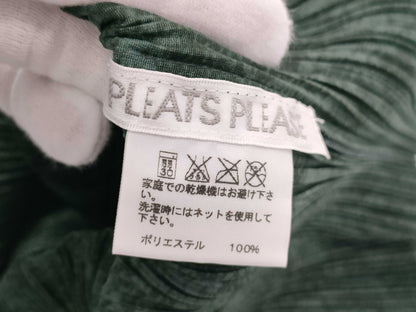 PLEATS PLEASE
家庭での乾燥機はお避け下さ
い。
洗濯時にはネットを使用して
下さい。
ポリエステル 100%